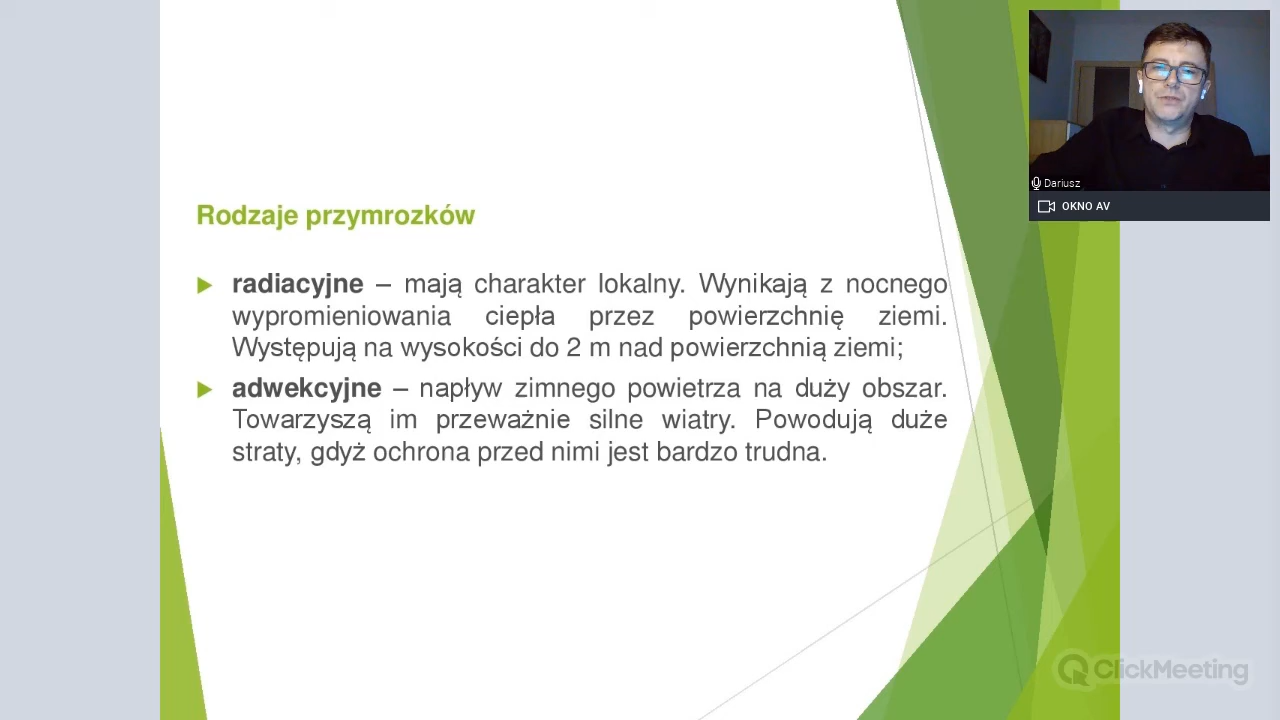 Rodzaje przymrozków
radiacyjne – mają charakter lokalny. Wynikają z nocnego
wypromieniowania ciepła przez powierzchnię ziemi.
Występują na wysokości do 2 m nad powierzchnią ziemi;
adwekcyjne – napływ zimnego powietrza na duży obszar.
Towarzyszą im przeważnie silne wiatry. Powodują duże
straty, gdyż ochrona przed nimi jest bardzo trudna.
Dariusz
OKNO AV
ClickMeeting